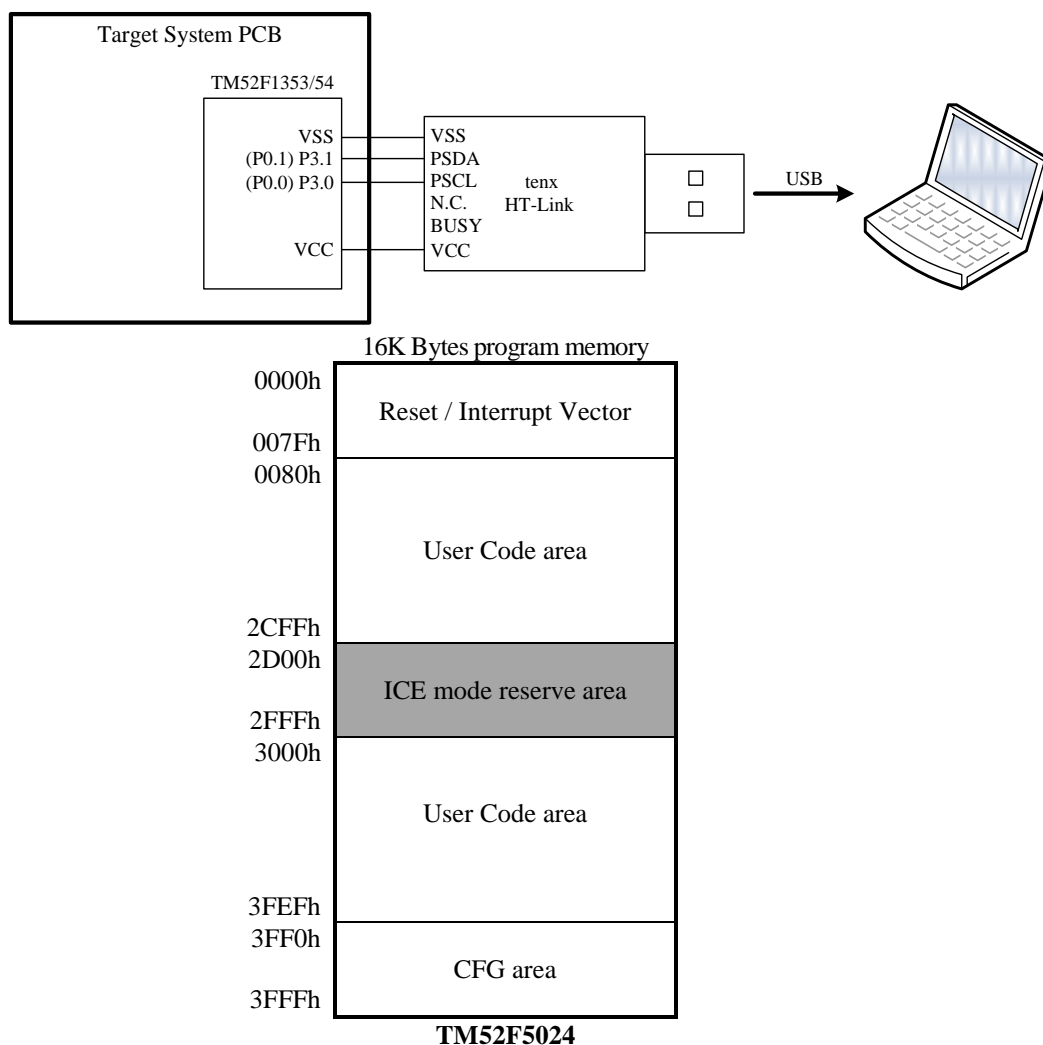 Target System PCB
TM52F1353/54
VSS
(P0.1) P3.1
(P0.0) P3.0
VCC
VSS
PSDA
PSCL
N.C.
BUSY
VCC
tenx
HT-Link
USB
16K Bytes program memory
0000h
Reset / Interrupt Vector
007Fh
0080h
User Code area
2CFFh
2D00h
ICE mode reserve area
2FFFh
3000h
User Code area
3FEFh
3FF0h
CFG area
3FFFh
TM52F5024